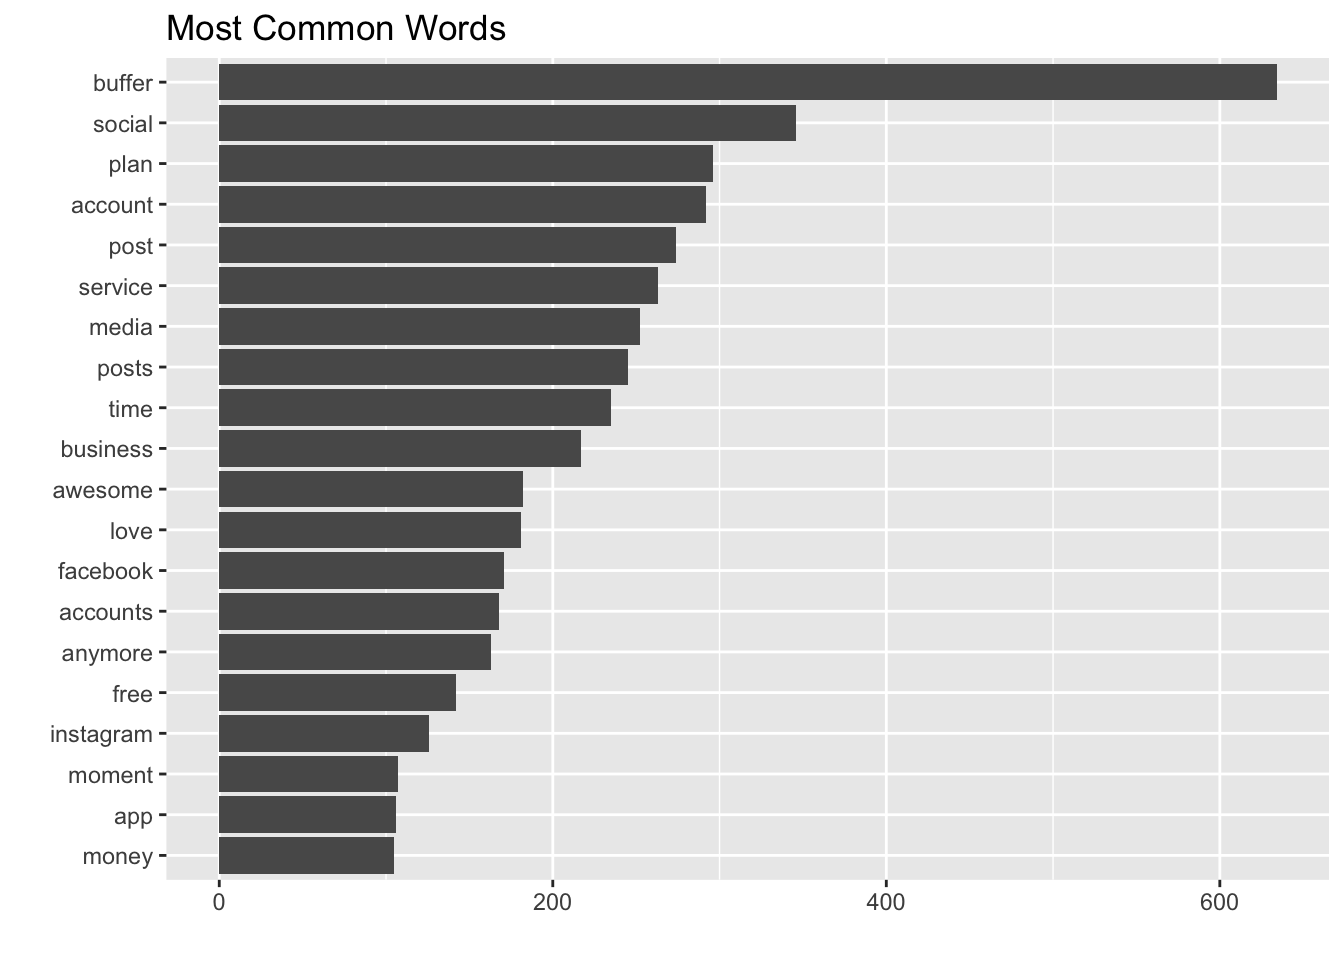 Most Common Words
buffer
social
plan
account
post
service
media
posts
time
business
awesome
love
facebook
accounts
anymore
free
instagram
moment
app
money
0 200 400 600